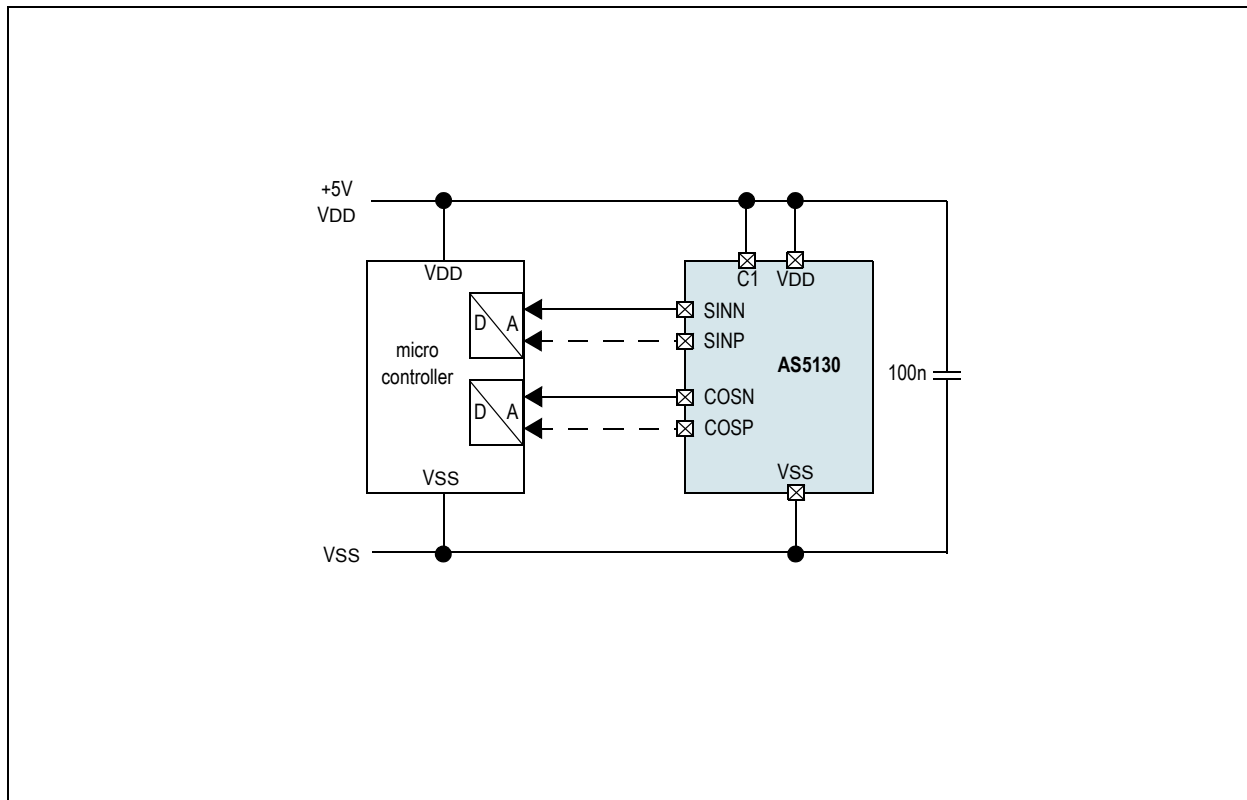 +5V
VDD
VDD
C1 VDD
D A
SINN
SINP
micro
controller
AS5130
100n
D A
COSN
COSP
VSS
VSS
VSS